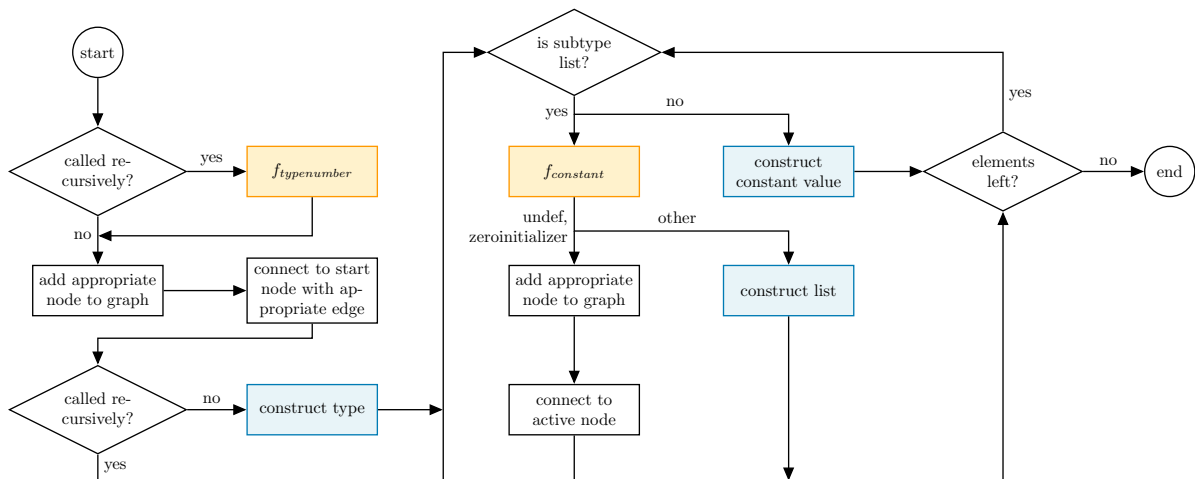 start
called re-
cursively?
yes
f_typenumber
no
add appropriate
node to graph
connect to start
node with ap-
propriate edge
called re-
cursively?
no
construct type
yes
is subtype
list?
yes
no
f_constant
construct
constant value
elements
left?
yes
no
end
undef,
zeroinitializer
other
add appropriate
node to graph
construct list
connect to
active node